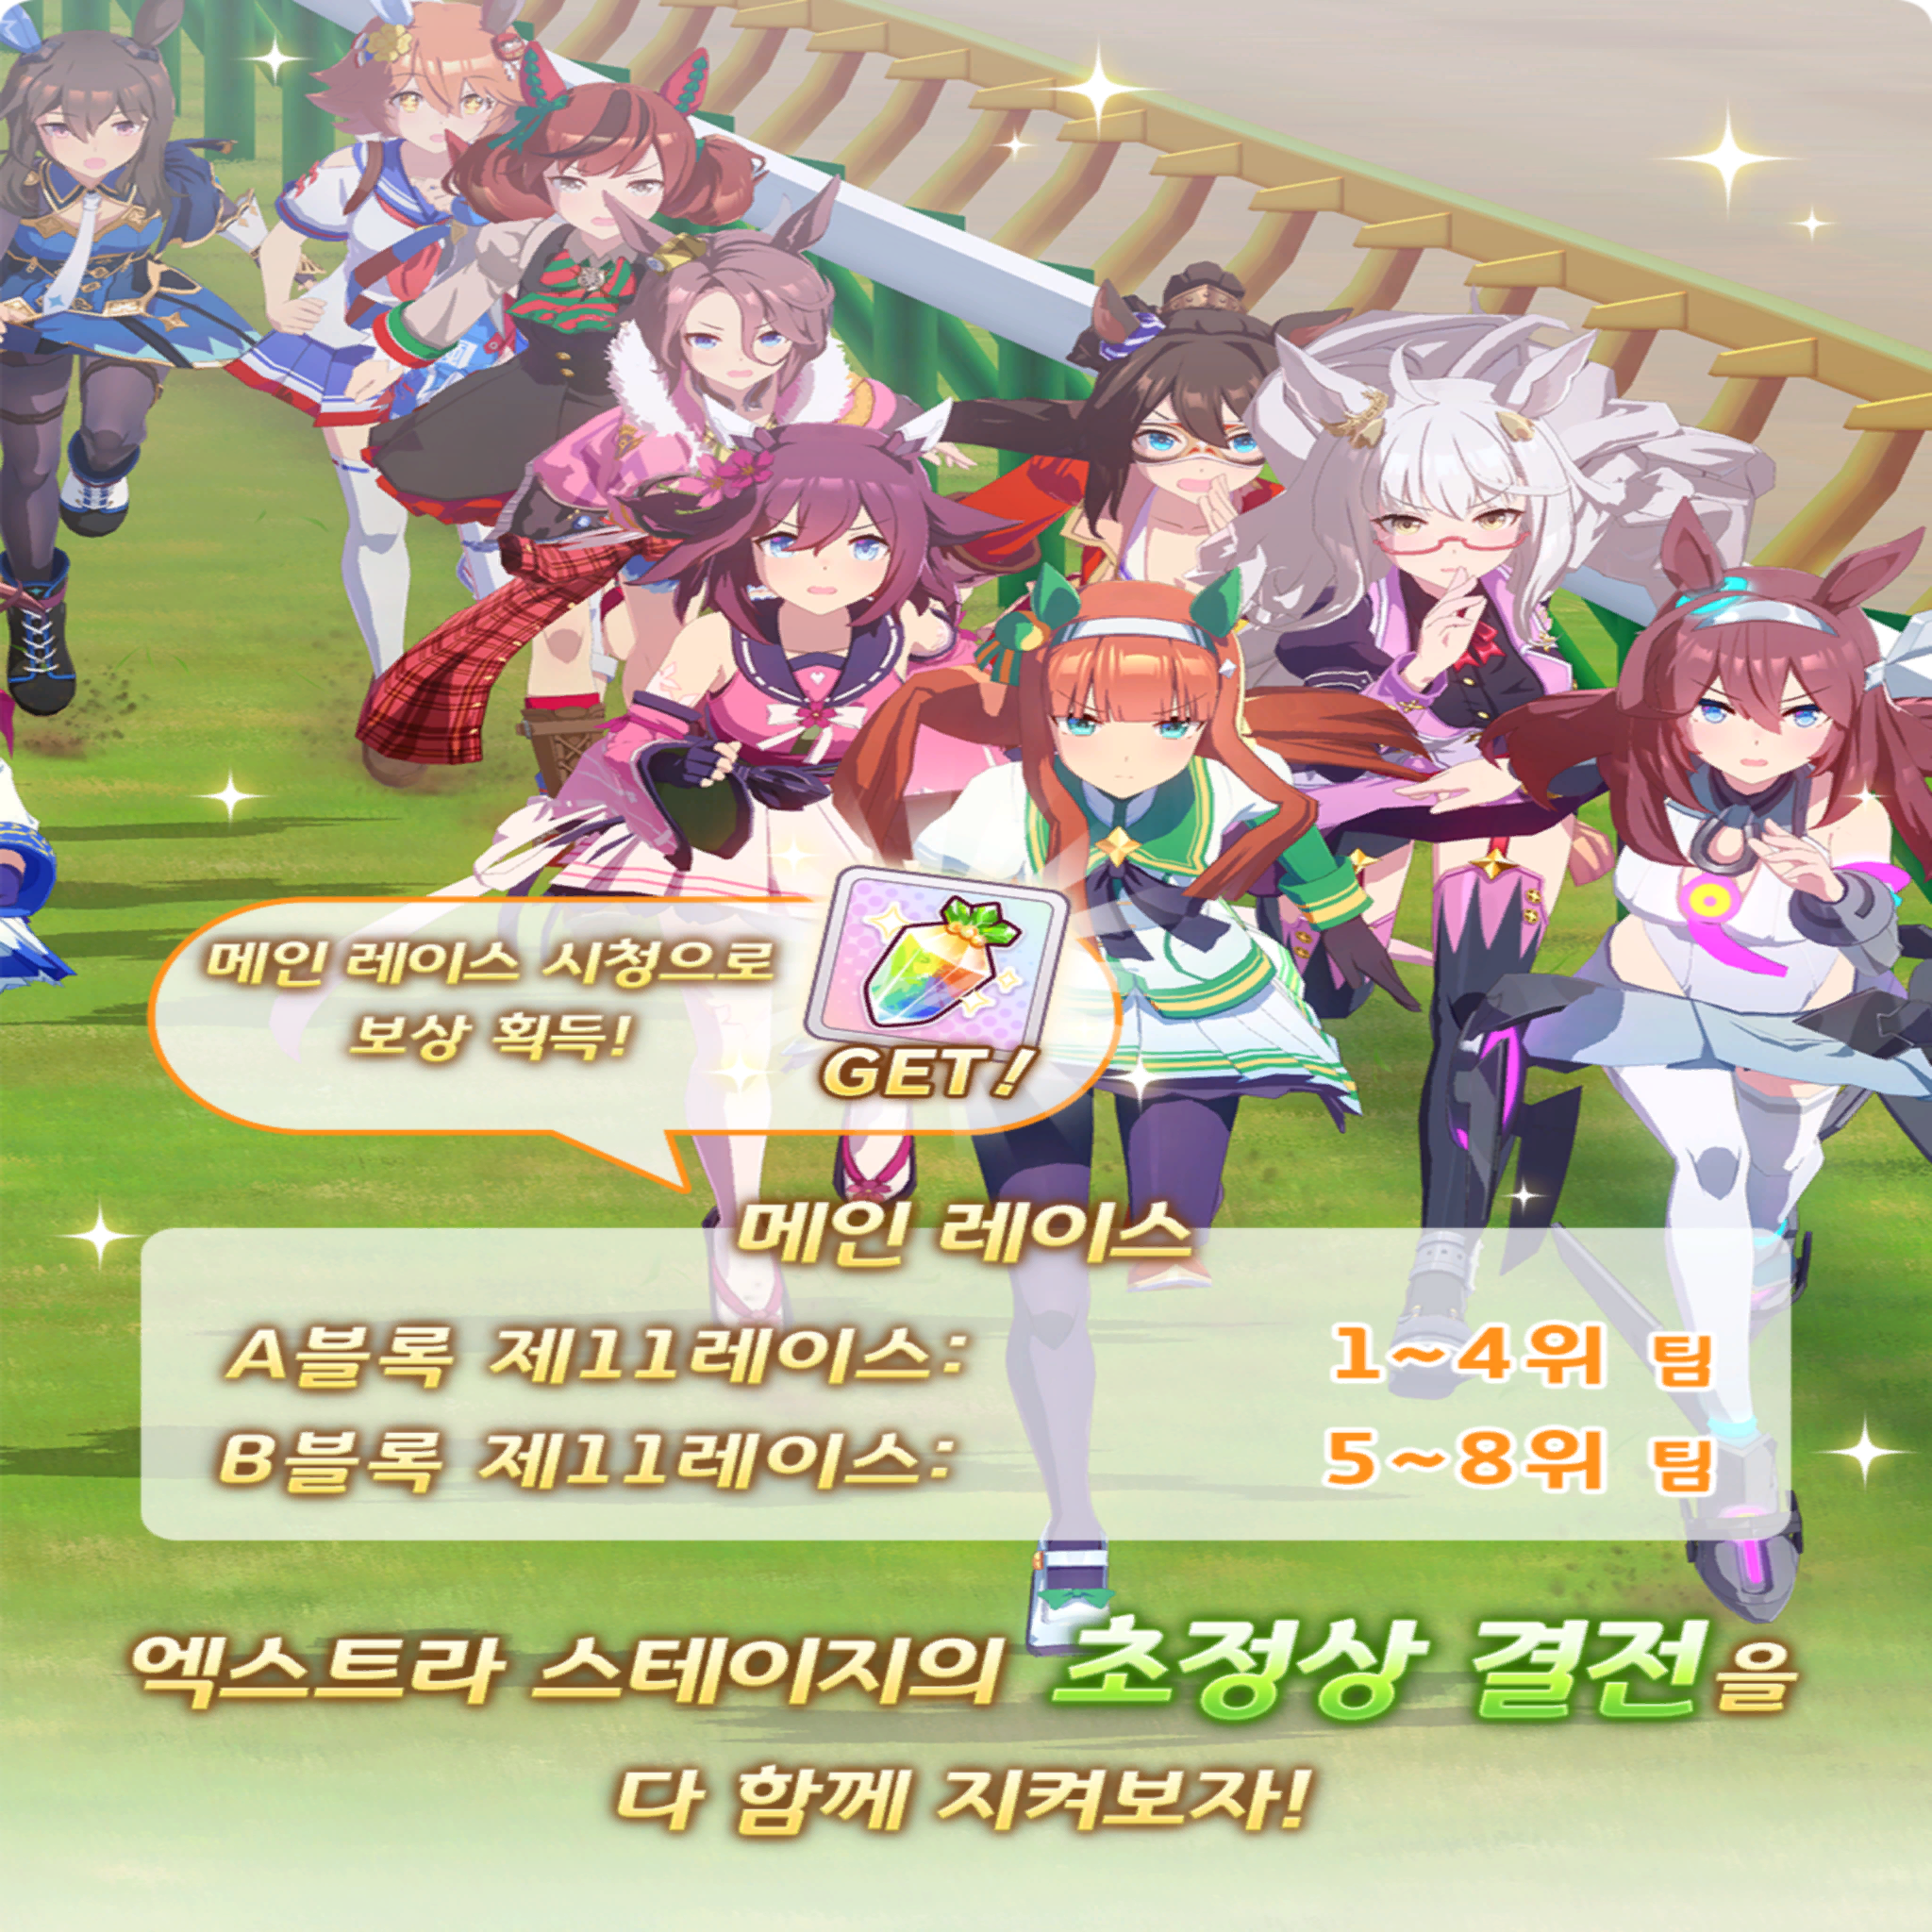 메인 레이스 시청으로
보상 획득!
GET!
메인 레이스
A블록 제11레이스: 1~4위 팀
B블록 제11레이스: 5~8위 팀
엑스트라 스테이지의 초정상 결전을
다 함께 지켜보자!